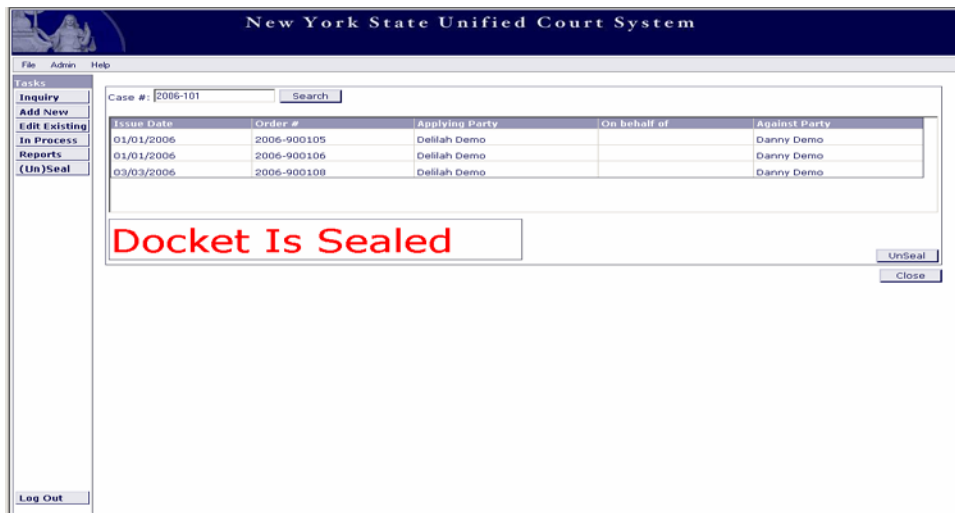 New York State Unified Court System
File Admin Help
Tasks
Inquiry
Add New
Edit Existing
In Process
Reports
(Un)Seal
Log Out
Case #: 2006-101 Search
Issue Date Order # Applying Party On behalf of Against Party
01/01/2006 2006-900105 Delilah Demo Danny Demo
01/01/2006 2006-900106 Delilah Demo Danny Demo
03/03/2006 2006-900108 Delilah Demo Danny Demo
Docket Is Sealed
UnSeal
Close